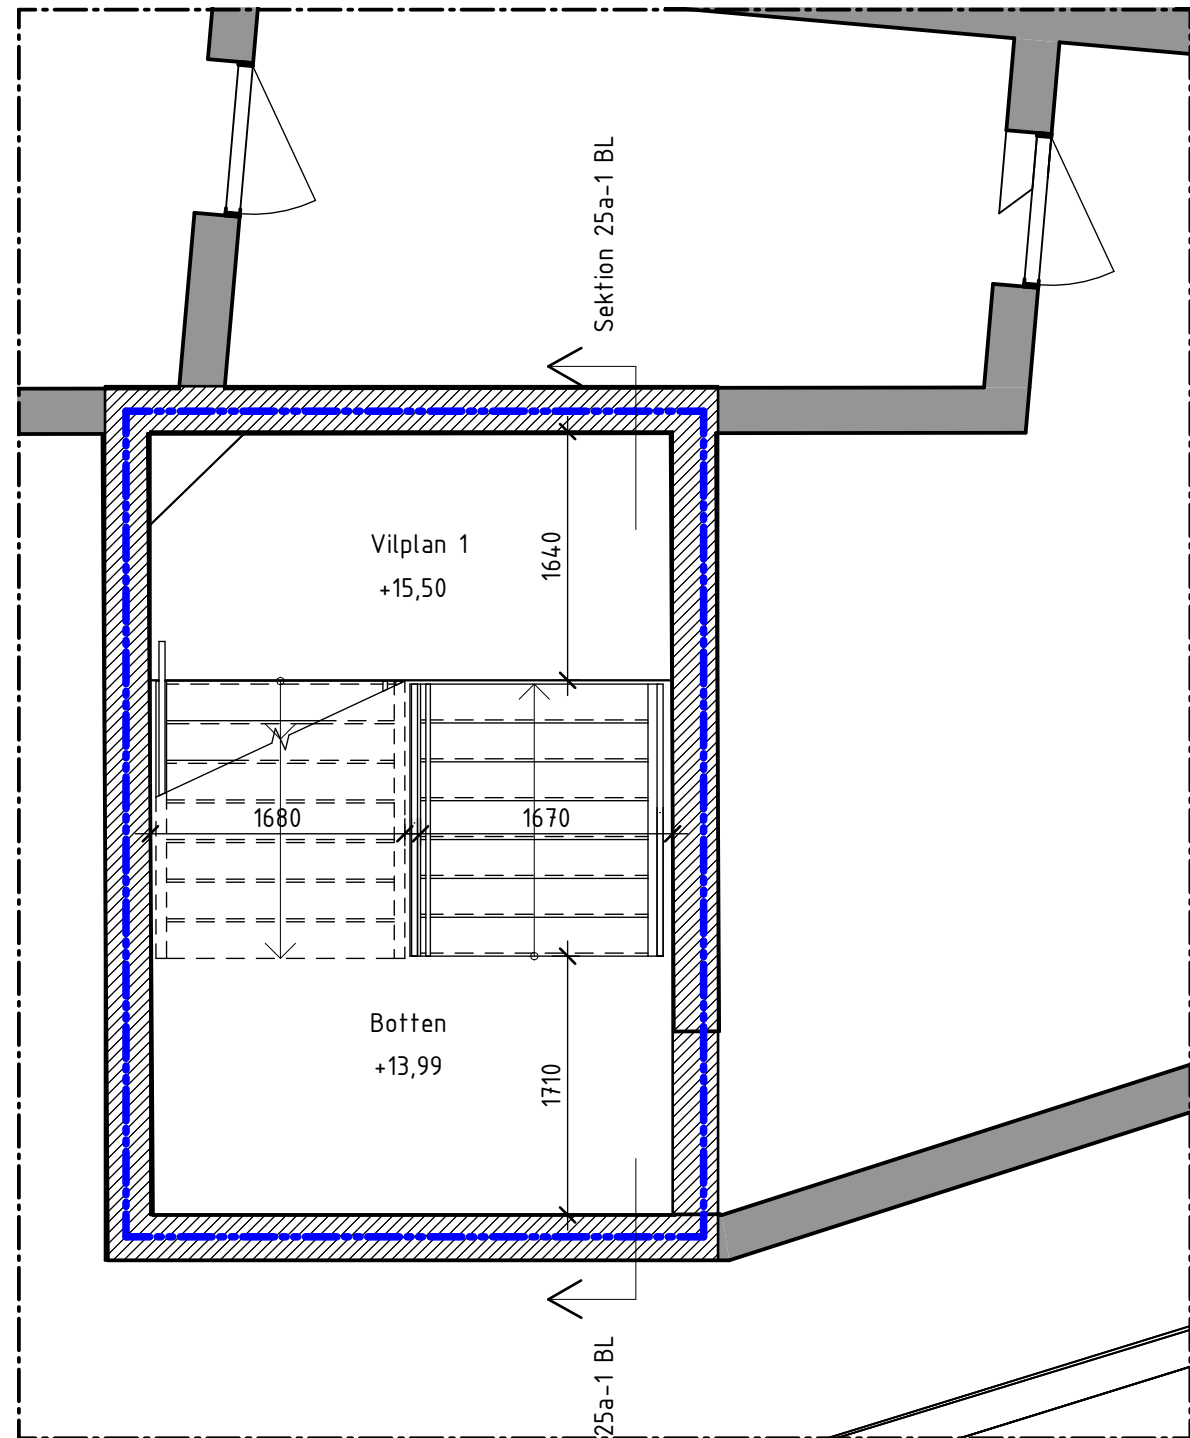 Sektion 25a-1 BL
Vilplan 1
+15,50
1640
1680
1670
Botten
+13,99
1710
25a-1 BL